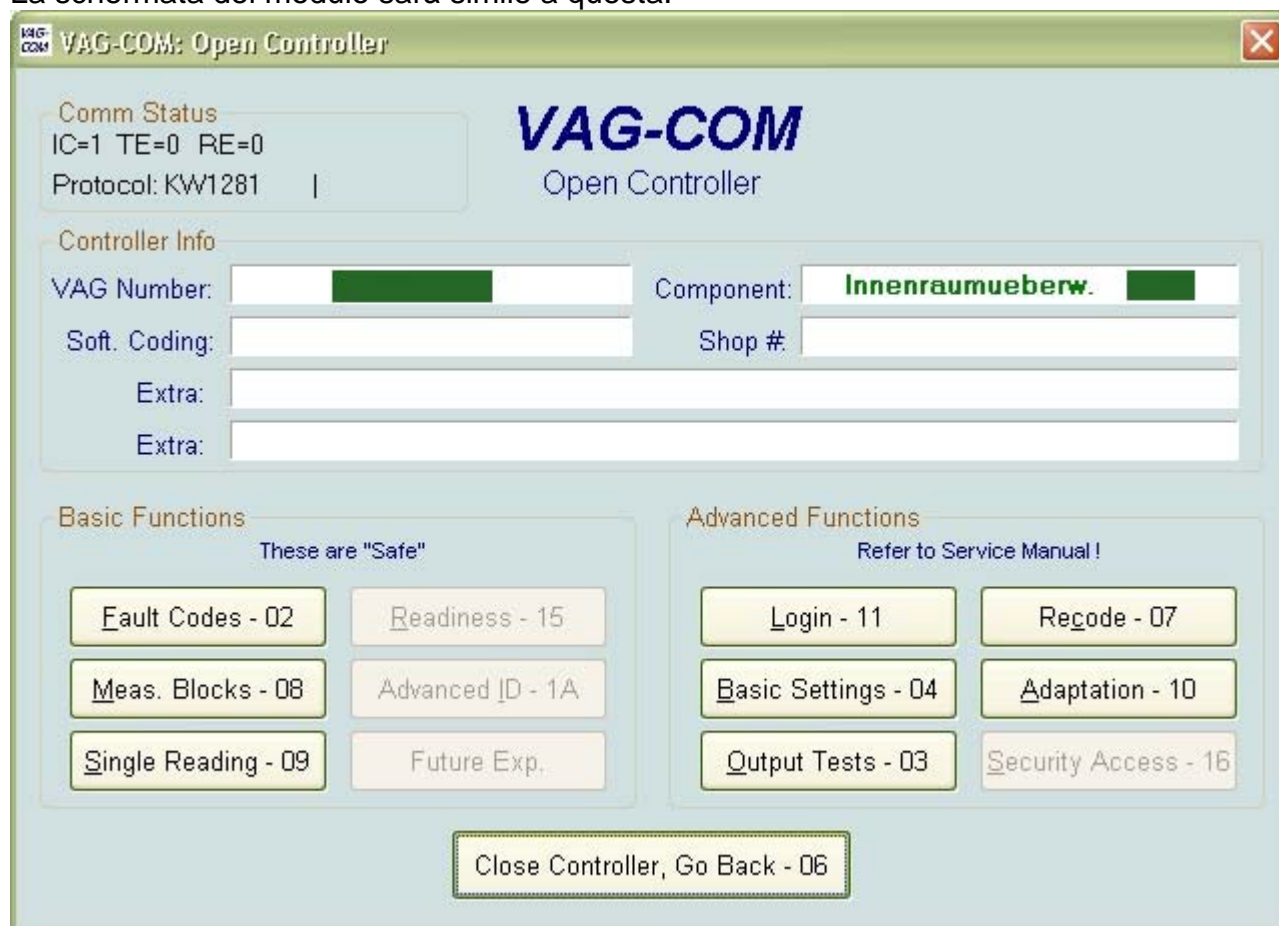 La schermata del modulo sarà simile a questa:
VAG-COM VAG-COM: Open Controller
Comm Status
IC=1 TE=0 RE=0
Protocol: KW1281 |
VAG-COM
Open Controller
Controller Info
VAG Number:
Component: Innenraumueberw.
Soft. Coding:
Shop #:
Extra:
Extra:
Basic Functions
These are "Safe"
Fault Codes - 02
Readiness - 15
Meas. Blocks - 08
Advanced ID - 1A
Single Reading - 09
Future Exp.
Advanced Functions
Refer to Service Manual !
Login - 11
Recode - 07
Basic Settings - 04
Adaptation - 10
Output Tests - 03
Security Access - 16
Close Controller, Go Back - 06